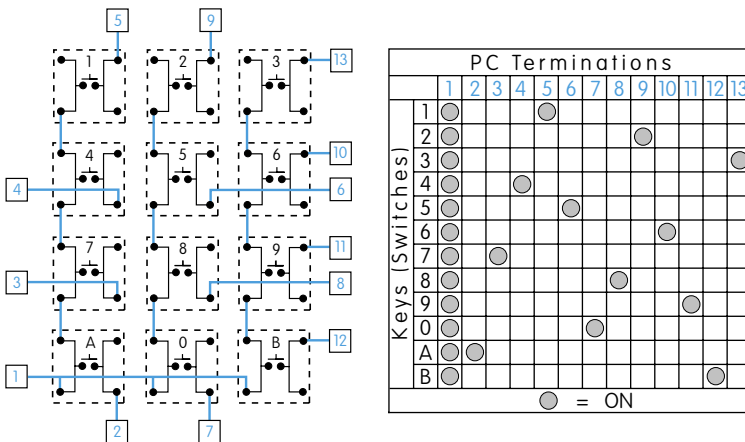 5 9
1 2 3 13
4 5 6 10
4 6
7 8 9 11
3 8
A 0 B 12
1
2 7
PC Terminations
1 2 3 4 5 6 7 8 9 10 11 12 13
Keys (Switches)
1
2
3
4
5
6
7
8
9
0
A
B
= ON